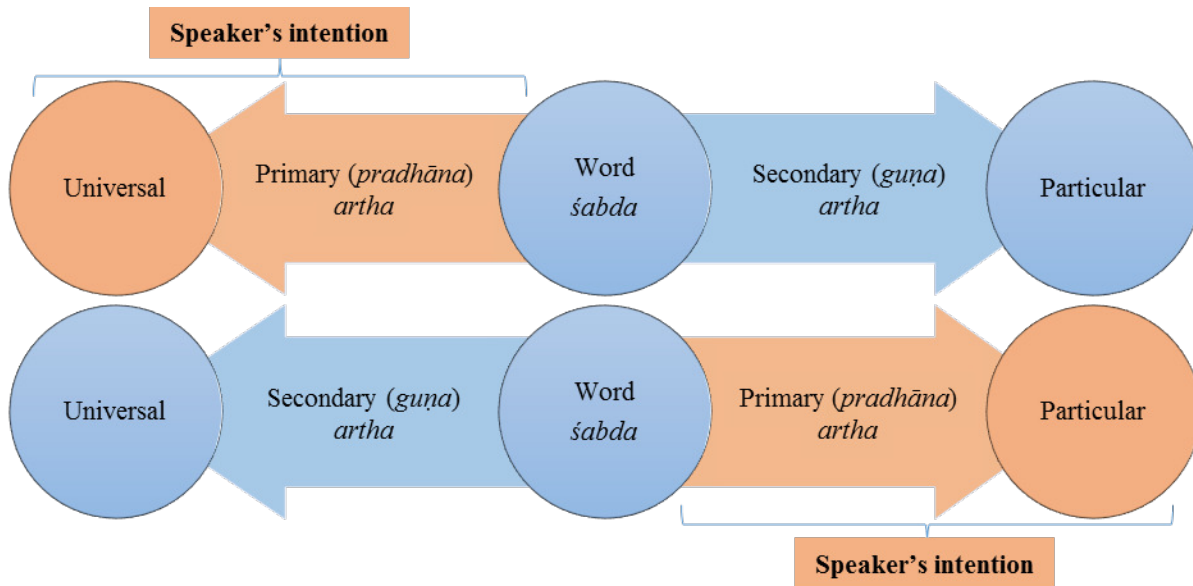 Speaker’s intention
Universal
Primary (pradhāna)
artha
Word
śabda
Secondary (guṇa)
artha
Particular
Universal
Secondary (guṇa)
artha
Word
śabda
Primary (pradhāna)
artha
Particular
Speaker’s intention